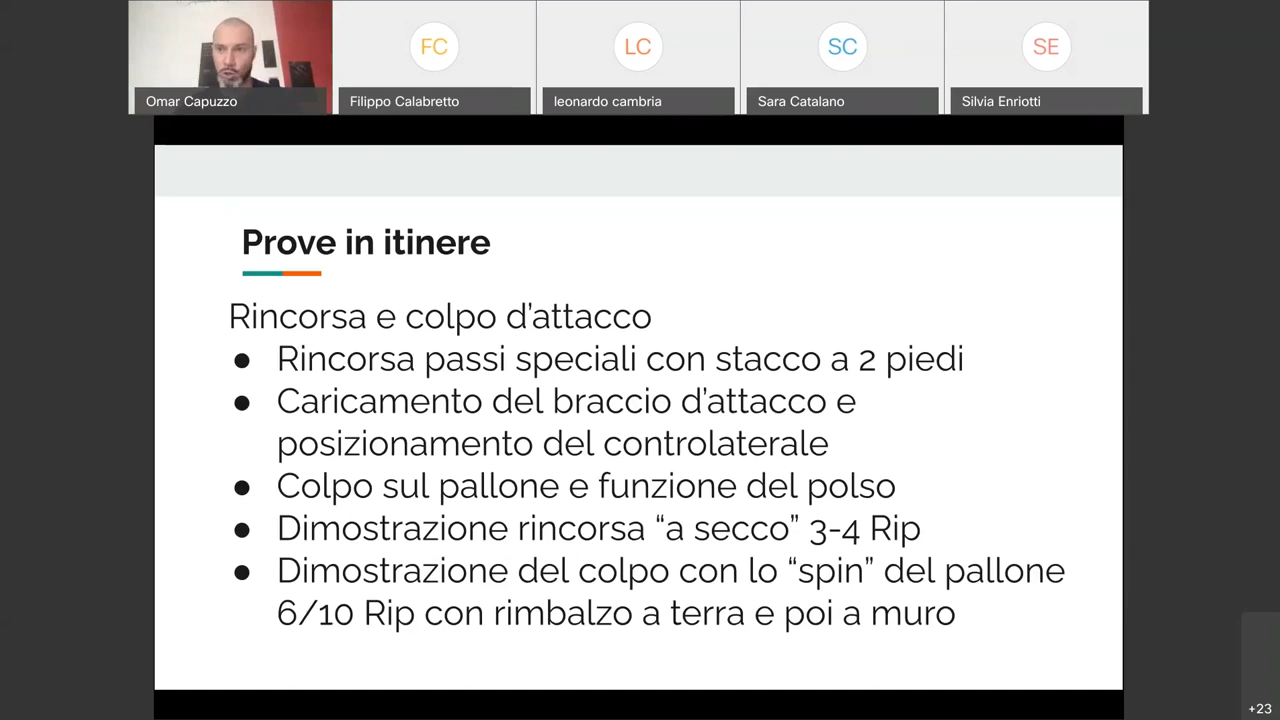 FC
LC
SC
SE
Omar Capuzzo
Filippo Calabretto
leonardo cambria
Sara Catalano
Silvia Enriotti
Prove in itinere
Rincorsa e colpo d'attacco
● Rincorsa passi speciali con stacco a 2 piedi
● Caricamento del braccio d'attacco e
posizionamento del controlaterale
● Colpo sul pallone e funzione del polso
● Dimostrazione rincorsa “a secco” 3-4 Rip
● Dimostrazione del colpo con lo “spin” del pallone
6/10 Rip con rimbalzo a terra e poi a muro
+23